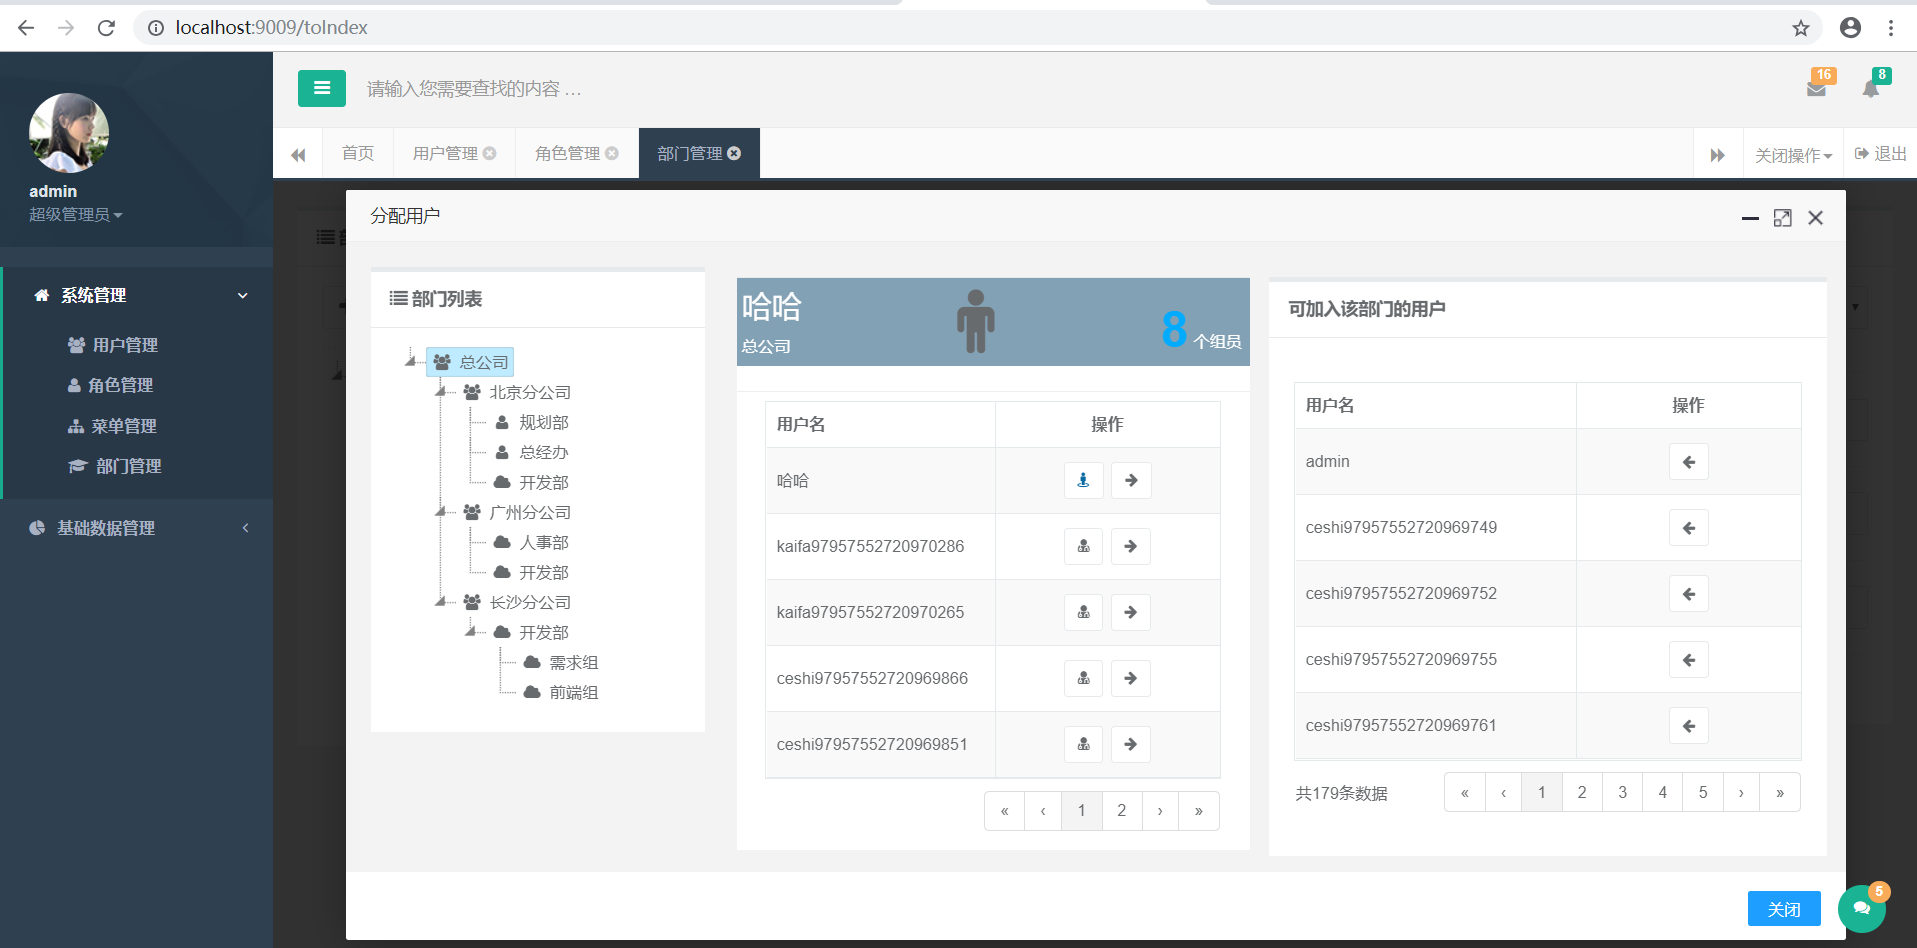 localhost:9009/toIndex
admin
超级管理员
系统管理
用户管理
角色管理
菜单管理
部门管理
基础数据管理
请输入您需要查找的内容 …
16
8
首页
用户管理
角色管理
部门管理
关闭操作
退出
分配用户
部门列表
总公司
北京分公司
规划部
总经办
开发部
广州分公司
人事部
开发部
长沙分公司
开发部
需求组
前端组
哈哈
总公司
8 个组员
用户名 操作
哈哈
kaifa97957552720970286
kaifa97957552720970265
ceshi97957552720969866
ceshi97957552720969851
« ‹ 1 2 › »
可加入该部门的用户
用户名 操作
admin
ceshi97957552720969749
ceshi97957552720969752
ceshi97957552720969755
ceshi97957552720969761
共179条数据
« ‹ 1 2 3 4 5 › »
关闭
5